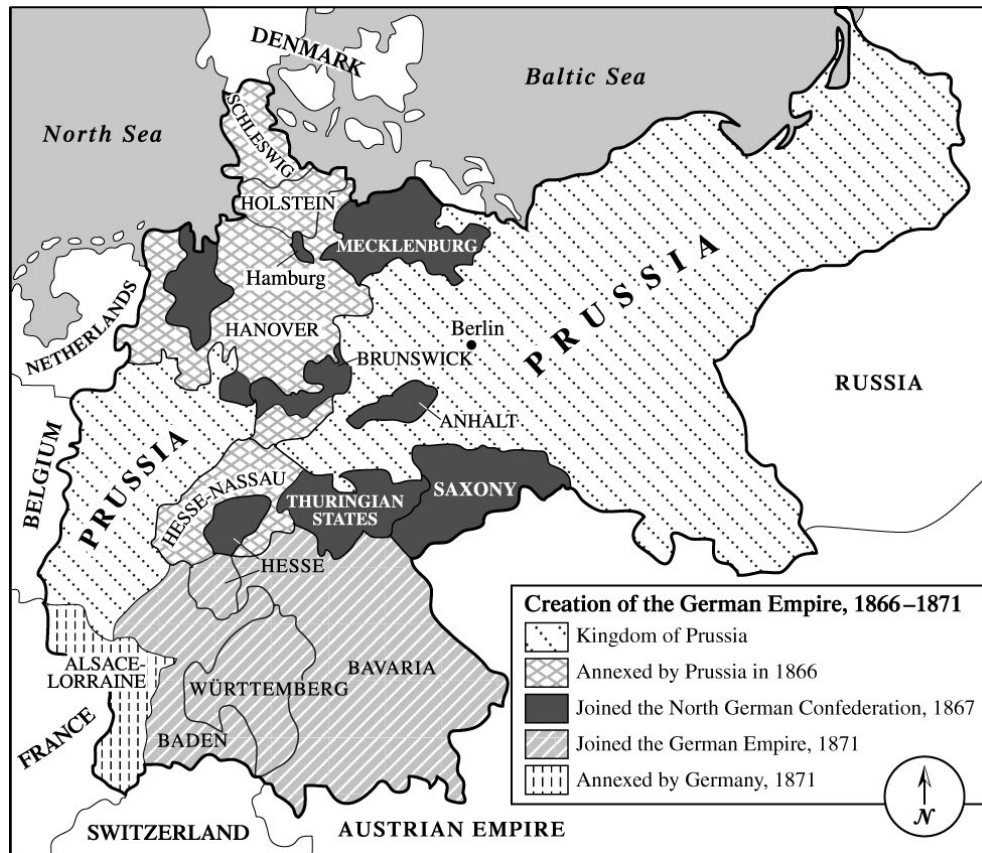 DENMARK
Baltic Sea
North Sea
SCHLESWIG
HOLSTEIN
MECKLENBURG
Hamburg
PRUSSIA
NETHERLANDS
HANOVER
Berlin
BRUNSWICK
RUSSIA
ANHALT
BELGIUM
PRUSSIA
HESSE-NASSAU
THURINGIAN
STATES
SAXONY
HESSE
ALSACE-
LORRAINE
BAVARIA
WÜRTTEMBERG
FRANCE
BADEN
SWITZERLAND
AUSTRIAN EMPIRE
Creation of the German Empire, 1866–1871
Kingdom of Prussia
Annexed by Prussia in 1866
Joined the North German Confederation, 1867
Joined the German Empire, 1871
Annexed by Germany, 1871
N